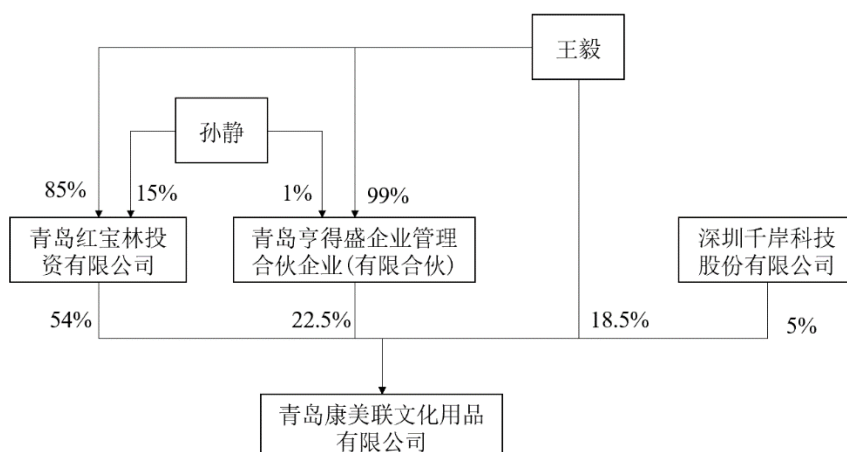 王毅
孙静
85%
15%
1%
99%
青岛红宝林投
资有限公司
青岛亨得盛企业管理
合伙企业(有限合伙)
深圳千岸科技
股份有限公司
54%
22.5%
18.5%
5%
青岛康美联文化用品
有限公司